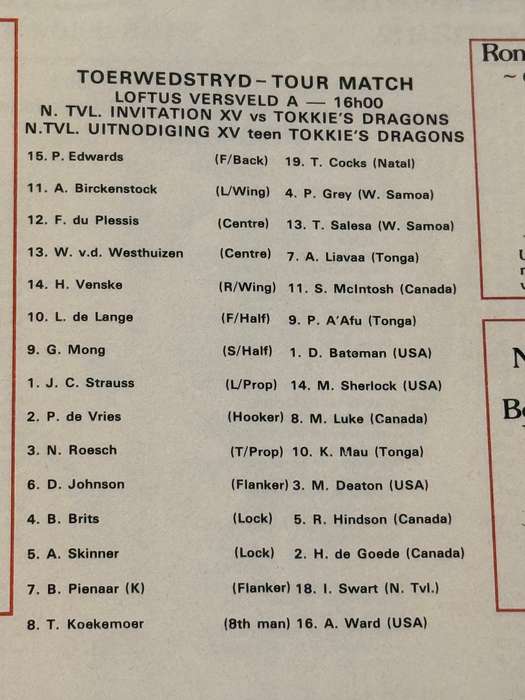 TOERWEDSTRYD – TOUR MATCH
LOFTUS VERSVELD A — 16h00
N. TVL. INVITATION XV vs TOKKIE'S DRAGONS
N.TVL. UITNODIGING XV teen TOKKIE'S DRAGONS
15. P. Edwards (F/Back) 19. T. Cocks (Natal)
11. A. Birckenstock (L/Wing) 4. P. Grey (W. Samoa)
12. F. du Plessis (Centre) 13. T. Salesa (W. Samoa)
13. W. v.d. Westhuizen (Centre) 7. A. Liavaa (Tonga)
14. H. Venske (R/Wing) 11. S. McIntosh (Canada)
10. L. de Lange (F/Half) 9. P. A'Afu (Tonga)
9. G. Mong (S/Half) 1. D. Bateman (USA)
1. J. C. Strauss (L/Prop) 14. M. Sherlock (USA)
2. P. de Vries (Hooker) 8. M. Luke (Canada)
3. N. Roesch (T/Prop) 10. K. Mau (Tonga)
6. D. Johnson (Flanker) 3. M. Deaton (USA)
4. B. Brits (Lock) 5. R. Hindson (Canada)
5. A. Skinner (Lock) 2. H. de Goede (Canada)
7. B. Pienaar (K) (Flanker) 18. I. Swart (N. Tvl.)
8. T. Koekemoer (8th man) 16. A. Ward (USA)